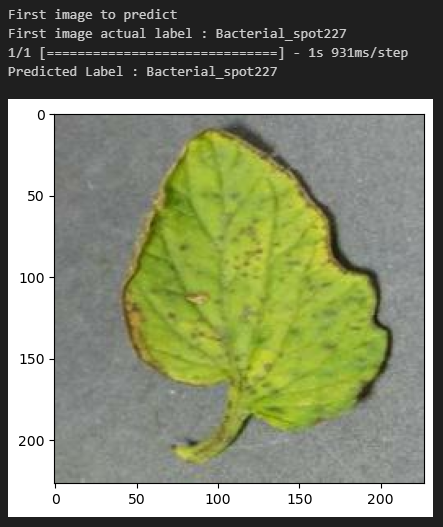 First image to predict
First image actual label : Bacterial_spot227
1/1 [==============================] - 1s 931ms/step
Predicted Label : Bacterial_spot227
0
50
100
150
200
0 50 100 150 200